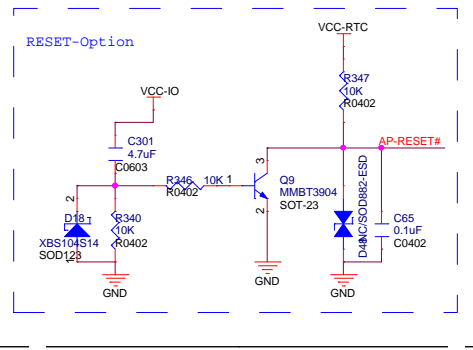 RESET-Option
VCC-RTC
R347
10K
R0402
VCC-IO
AP-RESET#
C301
4.7uF
C0603
3
R346 10K 1
R0402
Q9
MMBT3904
SOT-23
2
2
D18
XBS104S14
SOD123
1
R340
10K
R0402
D48
NC/SOD882-ESD
C65
0.1uF
C0402
GND
GND
GND